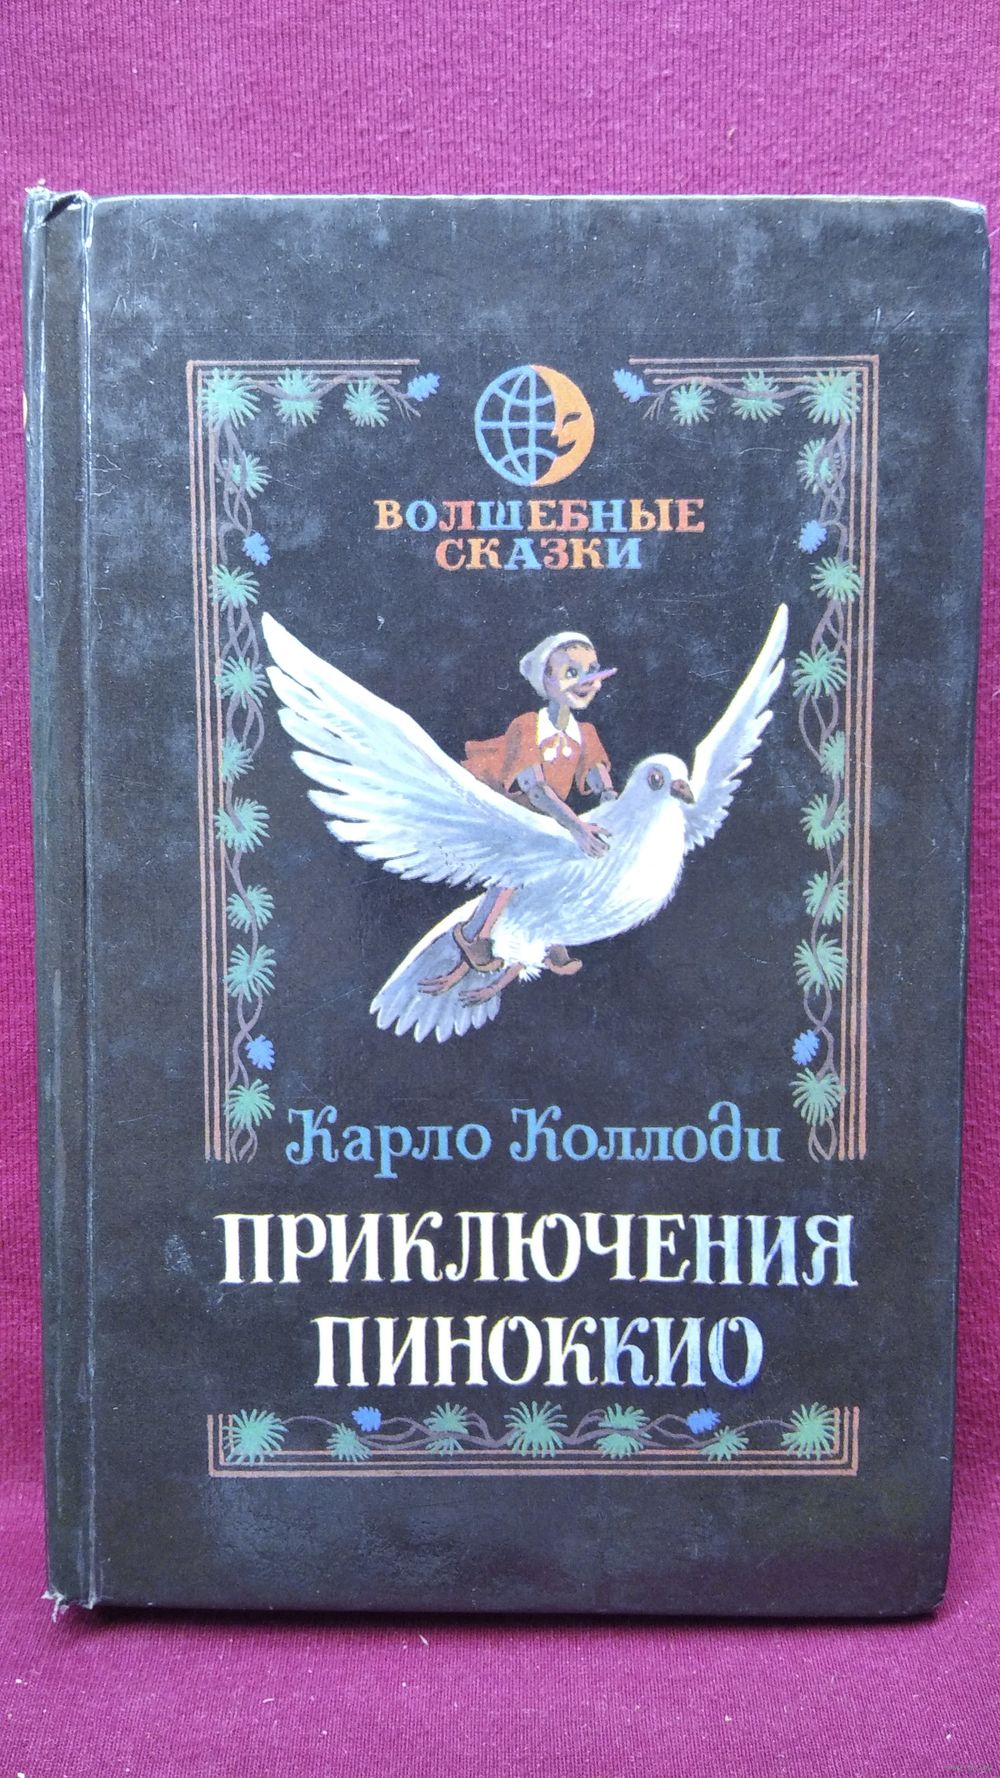 ВОЛШЕБНЫЕ
СКАЗКИ
Карло Коллоди
ПРИКЛЮЧЕНИЯ
ПИНОККИО